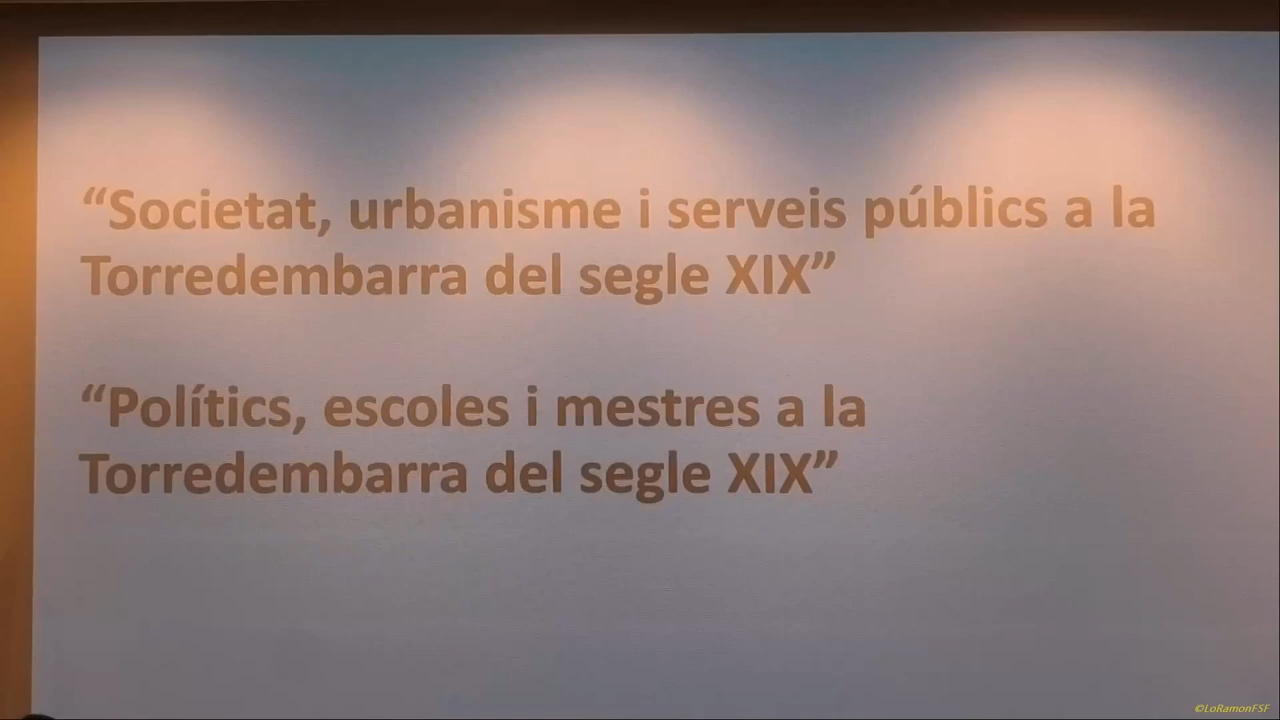 “Societat, urbanisme i serveis públics a la
Torredembarra del segle XIX”
“Polítics, escoles i mestres a la
Torredembarra del segle XIX”
©LoRamonFSF